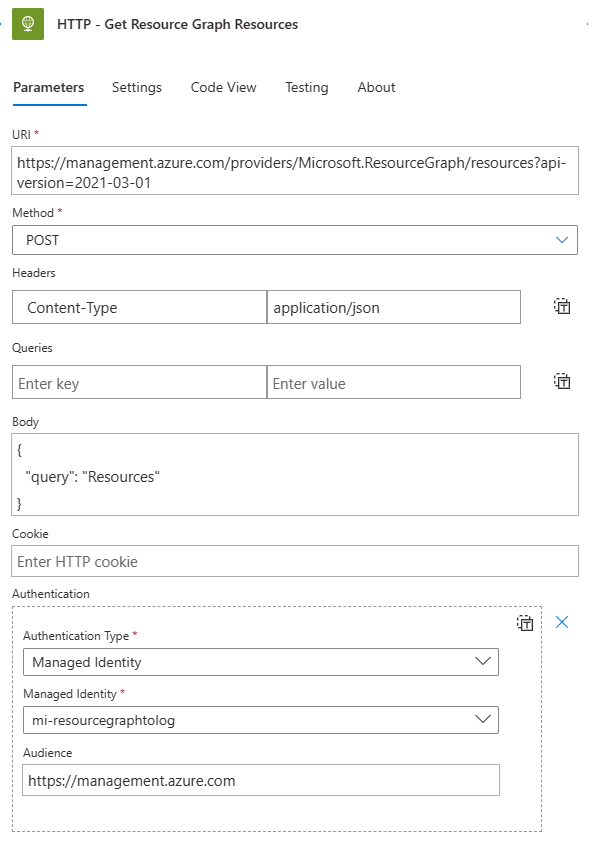 HTTP - Get Resource Graph Resources
Parameters Settings Code View Testing About
URI *
https://management.azure.com/providers/Microsoft.ResourceGraph/resources?api-
version=2021-03-01
Method *
POST
Headers
Content-Type application/json
Queries
Enter key Enter value
Body
{
"query": "Resources"
}
Cookie
Enter HTTP cookie
Authentication
Authentication Type *
Managed Identity
Managed Identity *
mi-resourcegraphtolog
Audience
https://management.azure.com